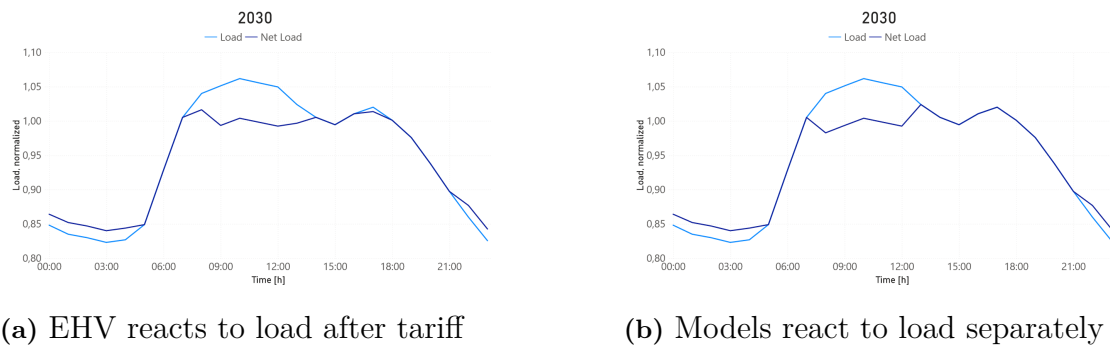 2030
Load Net Load
1,10
1,05
1,00
0,95
0,90
0,85
0,80
Load, normalized
00:00 03:00 06:00 09:00 12:00 15:00 18:00 21:00
Time [h]
(a) EHV reacts to load after tariff
2030
Load Net Load
1,10
1,05
1,00
0,95
0,90
0,85
0,80
Load, normalized
00:00 03:00 06:00 09:00 12:00 15:00 18:00 21:00
Time [h]
(b) Models react to load separately